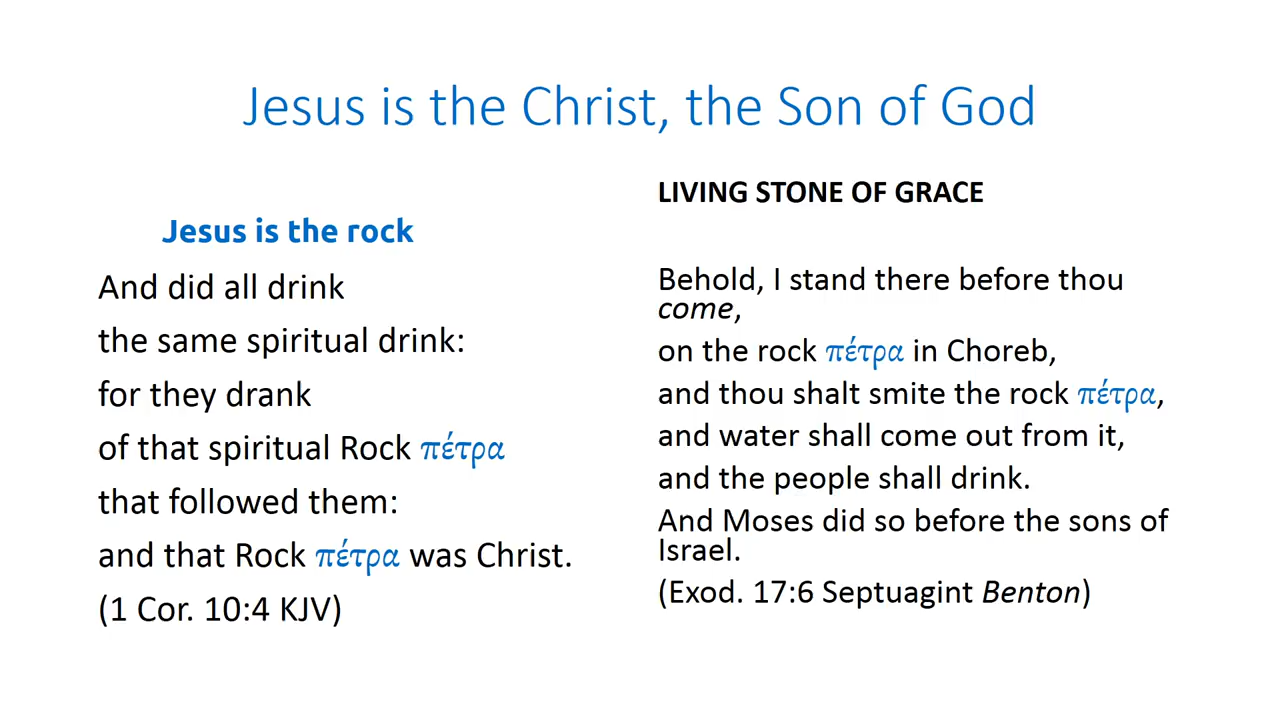 Jesus is the Christ, the Son of God
Jesus is the rock
And did all drink
the same spiritual drink:
for they drank
of that spiritual Rock πέτρα
that followed them:
and that Rock πέτρα was Christ.
(1 Cor. 10:4 KJV)
LIVING STONE OF GRACE
Behold, I stand there before thou
come,
on the rock πέτρα in Choreb,
and thou shalt smite the rock πέτρα,
and water shall come out from it,
and the people shall drink.
And Moses did so before the sons of
Israel.
(Exod. 17:6 Septuagint Benton)